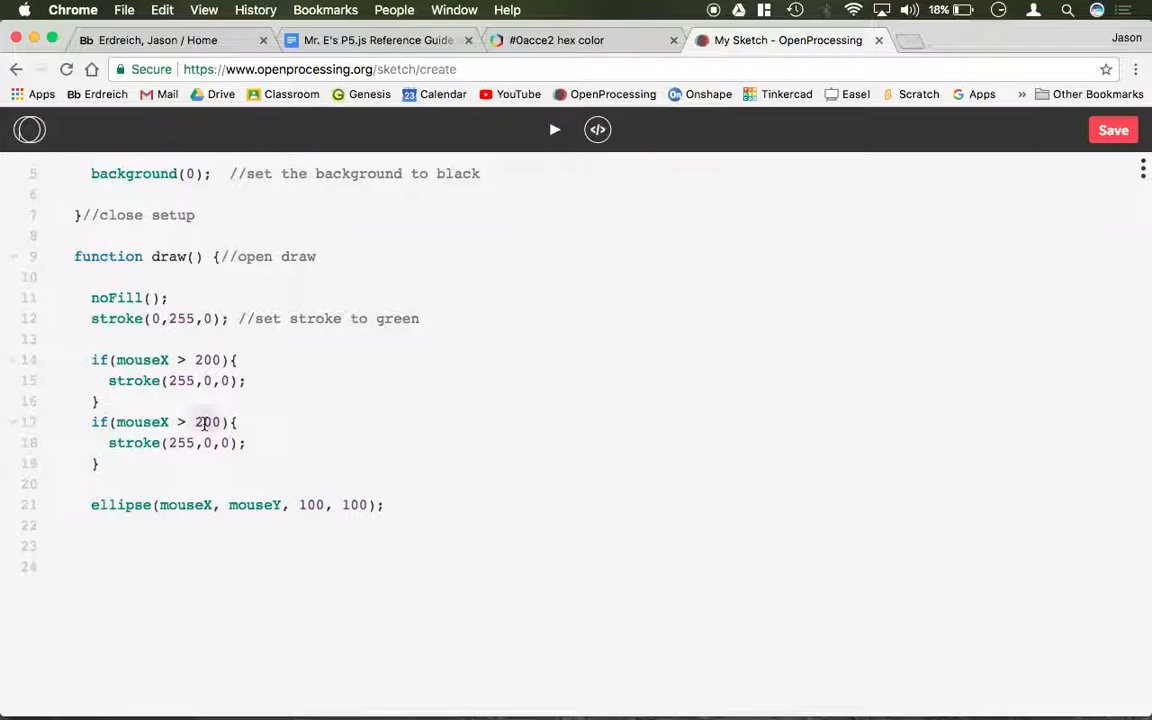 Chrome File Edit View History Bookmarks People Window Help 18%
Bb Erdreich, Jason / Home Mr. E's P5.js Reference Guide #0acce2 hex color My Sketch - OpenProcessing Jason
Secure https://www.openprocessing.org/sketch/create
Apps Bb Erdreich Mail Drive Classroom Genesis 23 Calendar YouTube OpenProcessing Onshape Tinkercad Easel Scratch Apps » Other Bookmarks
</> Save
5 background(0); //set the background to black
6
7 }//close setup
8
9 function draw() {//open draw
10
11 noFill();
12 stroke(0,255,0); //set stroke to green
13
14 if(mouseX > 200){
15 stroke(255,0,0);
16 }
17 if(mouseX > 200){
18 stroke(255,0,0);
19 }
20
21 ellipse(mouseX, mouseY, 100, 100);
22
23
24